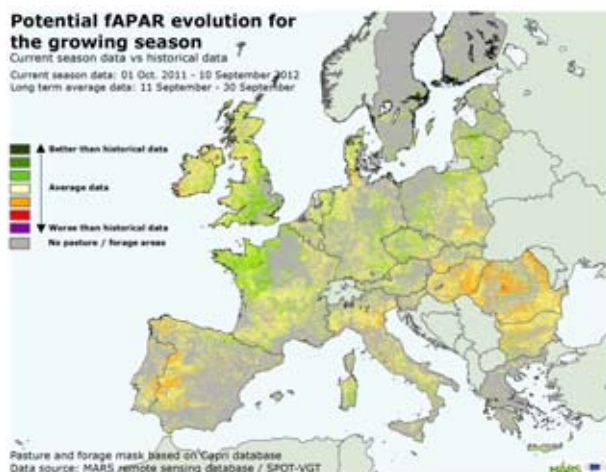 Potential fAPAR evolution for
the growing season
Current season data vs historical data
Current season data: 01 Oct. 2011 - 10 September 2012
Long term average data: 11 September - 30 September
Better than historical data
Average data
Worse than historical data
No pasture / forage areas
Pasture and forage mask based on Capri database
Data source: MARS remote sensing database / SPOT-VGT
MARS